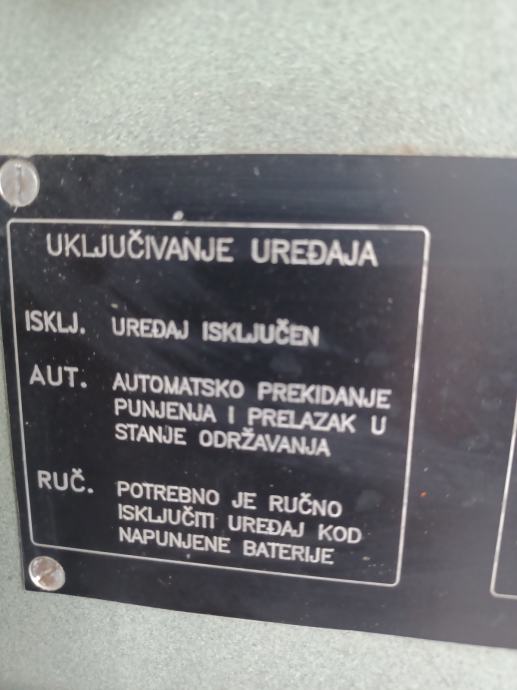 UKLJUČIVANJE UREĐAJA
ISKLJ. UREĐAJ ISKLJUČEN
AUT. AUTOMATSKO PREKIDANJE
PUNJENJA I PRELAZAK U
STANJE ODRŽAVANJA
RUČ. POTREBNO JE RUČNO
ISKLJUČITI UREĐAJ KOD
NAPUNJENE BATERIJE